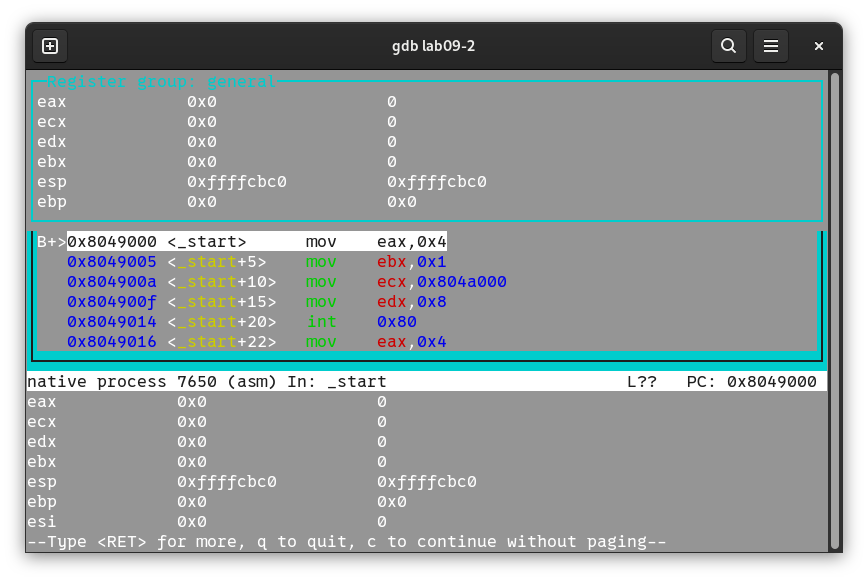 gdb lab09-2
Register group: general
eax 0x0 0
ecx 0x0 0
edx 0x0 0
ebx 0x0 0
esp 0xffffcbc0 0xffffcbc0
ebp 0x0 0x0
B+>0x8049000 <_start> mov eax,0x4
0x8049005 <_start+5> mov ebx,0x1
0x804900a <_start+10> mov ecx,0x804a000
0x804900f <_start+15> mov edx,0x8
0x8049014 <_start+20> int 0x80
0x8049016 <_start+22> mov eax,0x4
native process 7650 (asm) In: _start L?? PC: 0x8049000
eax 0x0 0
ecx 0x0 0
edx 0x0 0
ebx 0x0 0
esp 0xffffcbc0 0xffffcbc0
ebp 0x0 0x0
esi 0x0 0
--Type <RET> for more, q to quit, c to continue without paging--